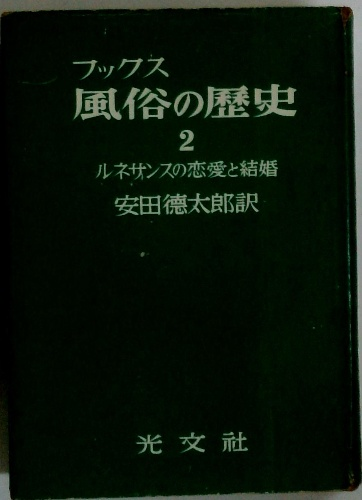 フックス
風俗の歴史
2
ルネサンスの恋愛と結婚
安田徳太郎訳
光文社